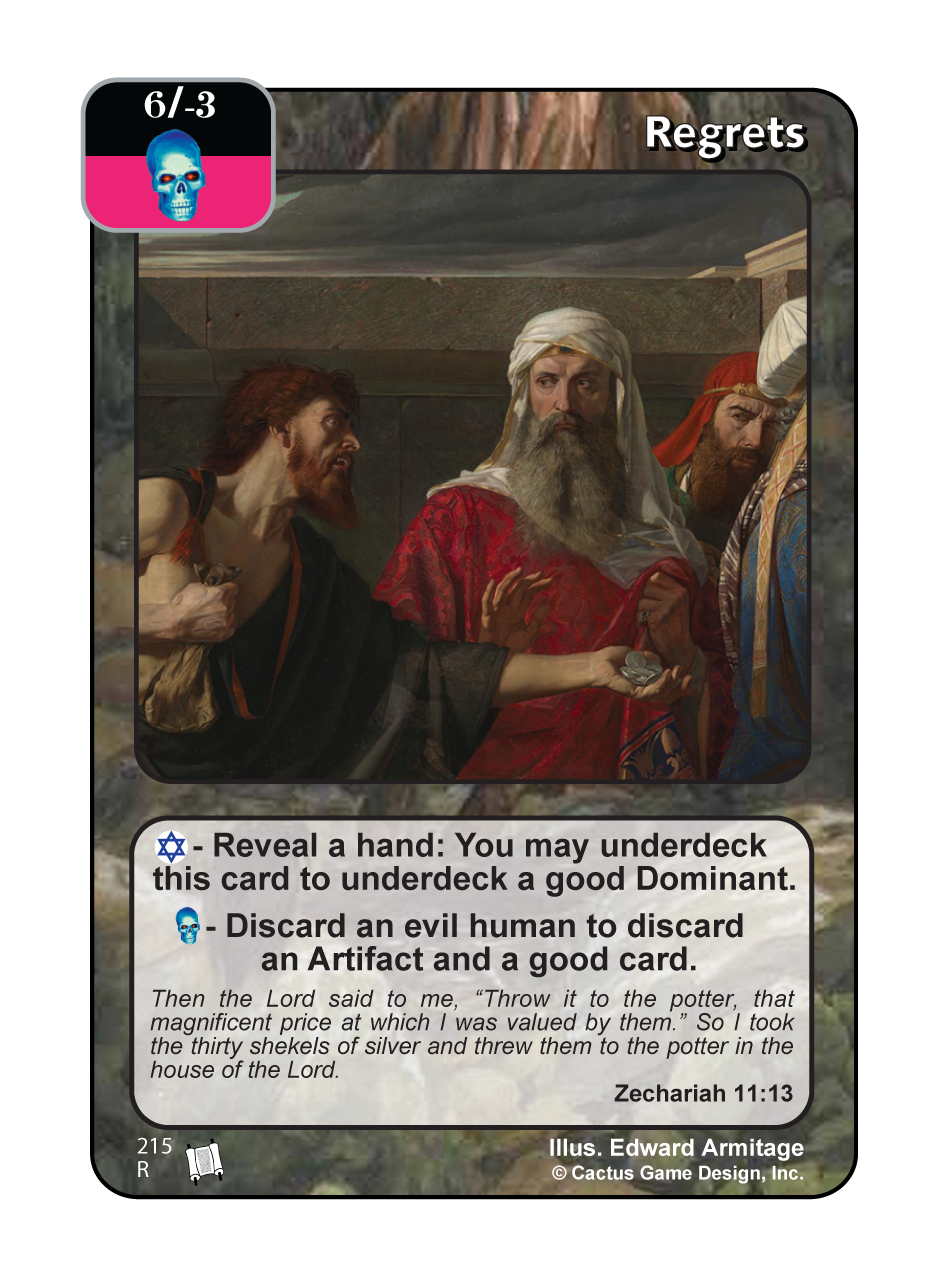 6/-3
Regrets
- Reveal a hand: You may underdeck
this card to underdeck a good Dominant.
- Discard an evil human to discard
an Artifact and a good card.
Then the Lord said to me, “Throw it to the potter, that
magnificent price at which I was valued by them.” So I took
the thirty shekels of silver and threw them to the potter in the
house of the Lord.
Zechariah 11:13
215
R
Illus. Edward Armitage
© Cactus Game Design, Inc.